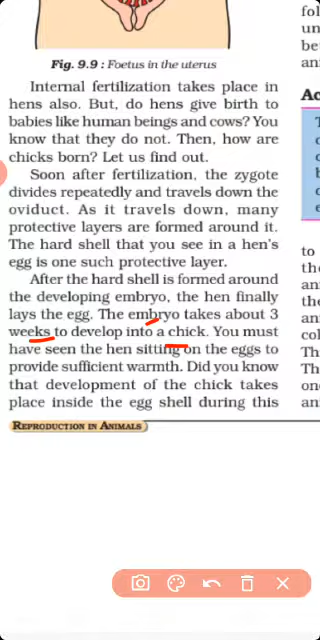 Fig. 9.9 : Foetus in the uterus
Internal fertilization takes place in
hens also. But, do hens give birth to
babies like human beings and cows? You
know that they do not. Then, how are
chicks born? Let us find out.
Soon after fertilization, the zygote
divides repeatedly and travels down the
oviduct. As it travels down, many
protective layers are formed around it.
The hard shell that you see in a hen's
egg is one such protective layer.
After the hard shell is formed around
the developing embryo, the hen finally
lays the egg. The embryo takes about 3
weeks to develop into a chick. You must
have seen the hen sitting on the eggs to
provide sufficient warmth. Did you know
that development of the chick takes
place inside the egg shell during this
REPRODUCTION IN ANIMALS
to